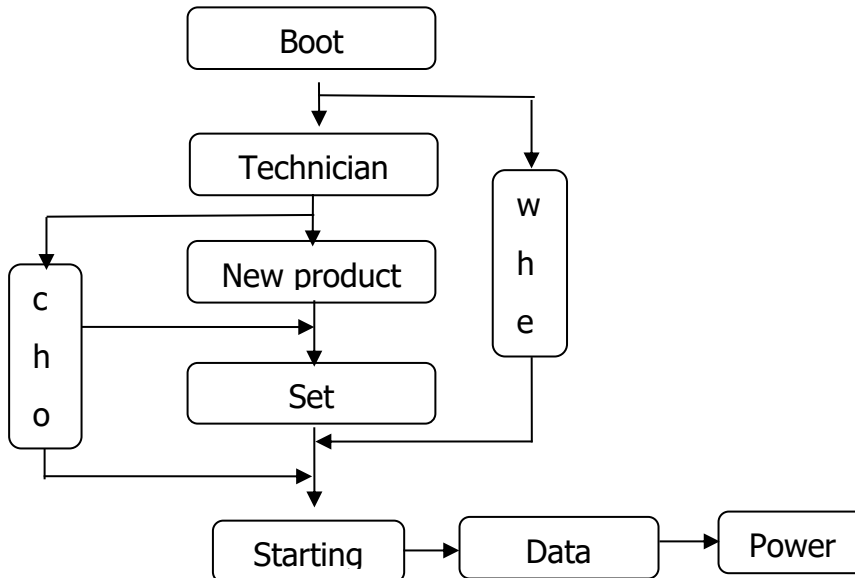 Boot
Technician
w
h
e
New product
c
h
o
Set
Starting
Data
Power